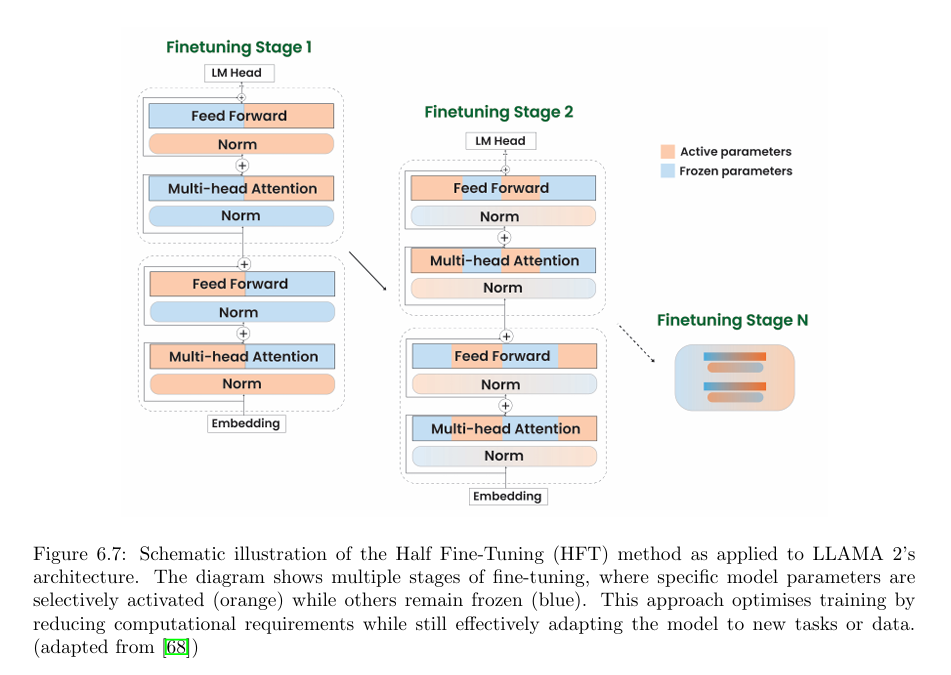 Finetuning Stage 1
LM Head
Feed Forward
Norm
Multi-head Attention
Norm
Feed Forward
Norm
Multi-head Attention
Norm
Embedding
Finetuning Stage 2
LM Head
Feed Forward
Norm
Multi-head Attention
Norm
Feed Forward
Norm
Multi-head Attention
Norm
Embedding
Active parameters
Frozen parameters
Finetuning Stage N
Figure 6.7: Schematic illustration of the Half Fine-Tuning (HFT) method as applied to LLAMA 2's
architecture. The diagram shows multiple stages of fine-tuning, where specific model parameters are
selectively activated (orange) while others remain frozen (blue). This approach optimises training by
reducing computational requirements while still effectively adapting the model to new tasks or data.
(adapted from [68])